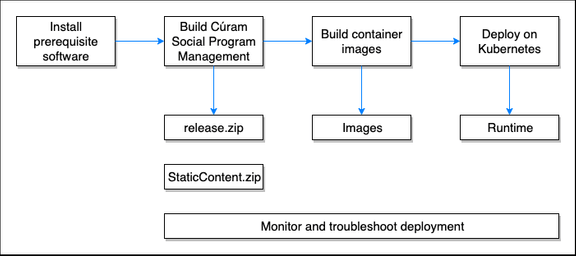 Install
prerequisite
software
Build Cúram
Social Program
Management
Build container
images
Deploy on
Kubernetes
release.zip
Images
Runtime
StaticContent.zip
Monitor and troubleshoot deployment